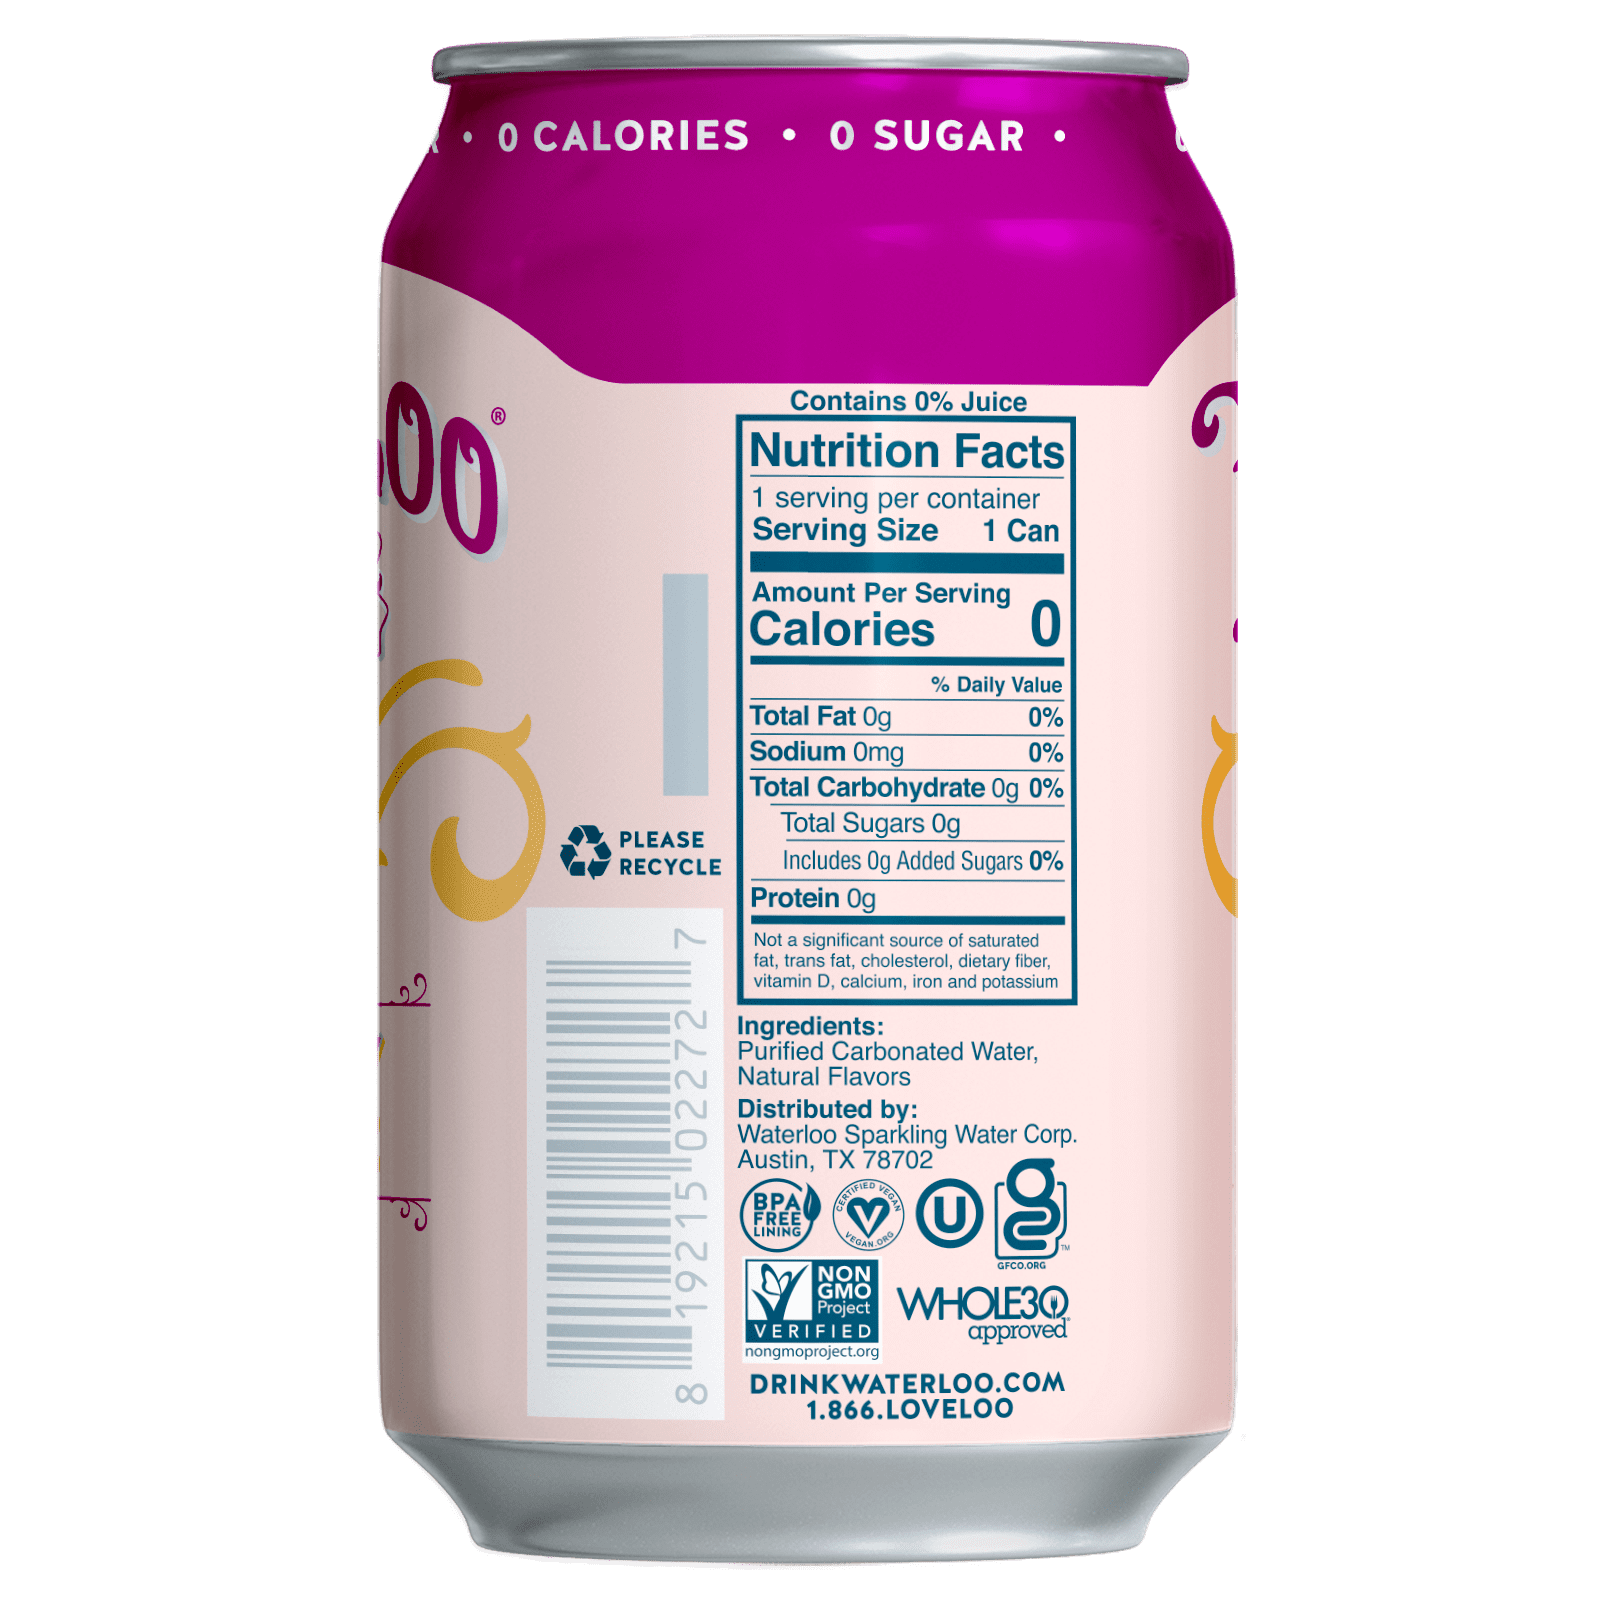 • 0 CALORIES • 0 SUGAR •
OO®
Contains 0% Juice
Nutrition Facts
1 serving per container
Serving Size 1 Can
Amount Per Serving
Calories 0
% Daily Value
Total Fat 0g 0%
Sodium 0mg 0%
Total Carbohydrate 0g 0%
Total Sugars 0g
Includes 0g Added Sugars 0%
Protein 0g
Not a significant source of saturated
fat, trans fat, cholesterol, dietary fiber,
vitamin D, calcium, iron and potassium
PLEASE
RECYCLE
8 19215 02272 7
Ingredients:
Purified Carbonated Water,
Natural Flavors
Distributed by:
Waterloo Sparkling Water Corp.
Austin, TX 78702
BPA
FREE
LINING
CERTIFIED VEGAN
VEGAN.ORG
U
g
TM
GFCO.ORG
NON
GMO
Project
VERIFIED
nongmoproject.org
WHOLE30
approved
DRINKWATERLOO.COM
1.866.LOVELOO